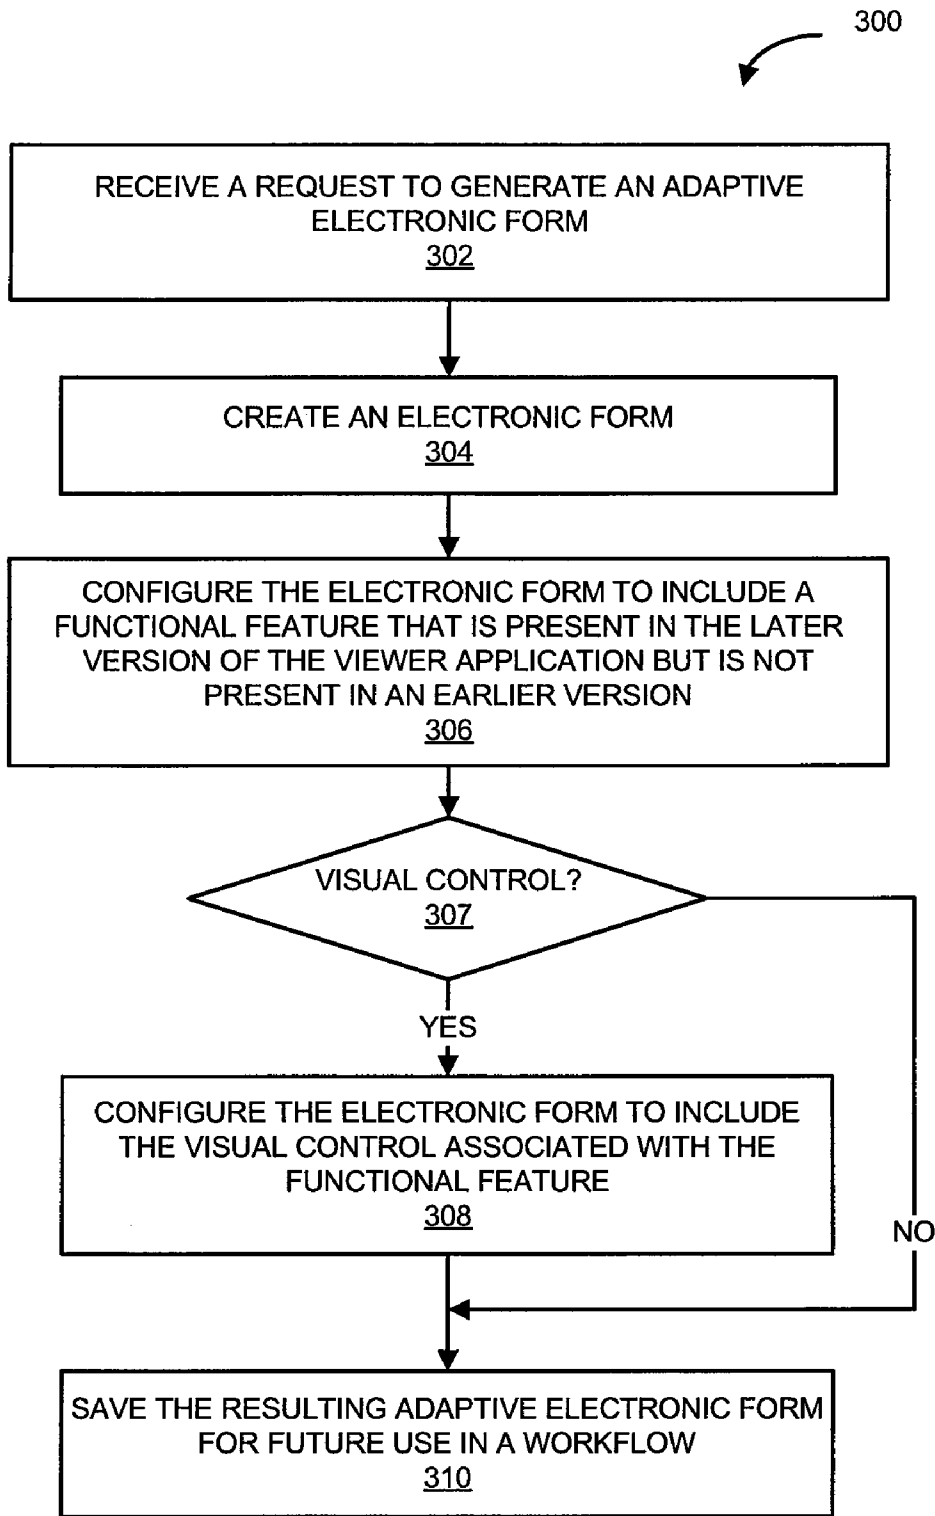 300
RECEIVE A REQUEST TO GENERATE AN ADAPTIVE
ELECTRONIC FORM
302
CREATE AN ELECTRONIC FORM
304
CONFIGURE THE ELECTRONIC FORM TO INCLUDE A
FUNCTIONAL FEATURE THAT IS PRESENT IN THE LATER
VERSION OF THE VIEWER APPLICATION BUT IS NOT
PRESENT IN AN EARLIER VERSION
306
VISUAL CONTROL?
307
YES
CONFIGURE THE ELECTRONIC FORM TO INCLUDE
THE VISUAL CONTROL ASSOCIATED WITH THE
FUNCTIONAL FEATURE
308
NO
SAVE THE RESULTING ADAPTIVE ELECTRONIC FORM
FOR FUTURE USE IN A WORKFLOW
310